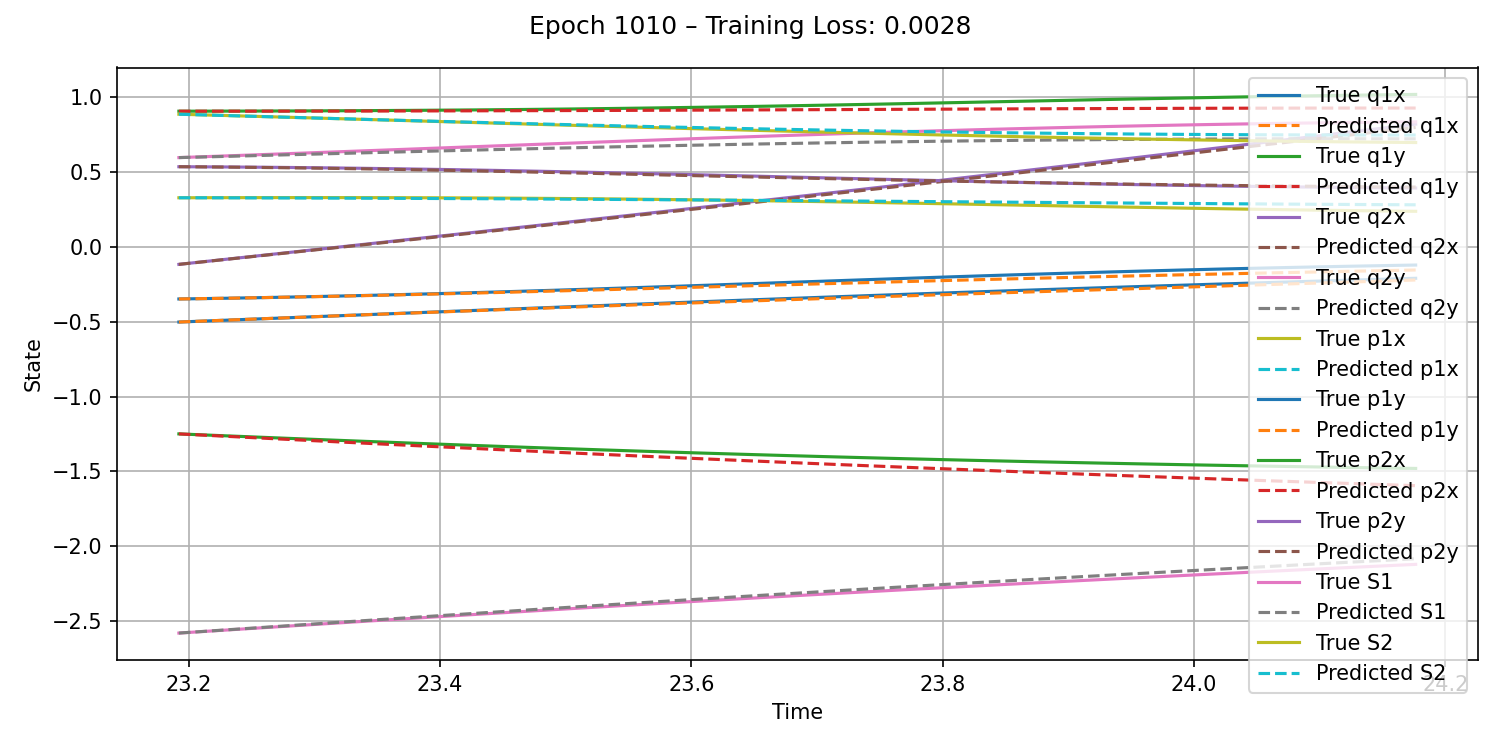 Epoch 1010 – Training Loss: 0.0028
State
1.0
0.5
0.0
−0.5
−1.0
−1.5
−2.0
−2.5
True q1x
Predicted q1x
True q1y
Predicted q1y
True q2x
Predicted q2x
True q2y
Predicted q2y
True p1x
Predicted p1x
True p1y
Predicted p1y
True p2x
Predicted p2x
True p2y
Predicted p2y
True S1
Predicted S1
True S2
Predicted S2
23.2 23.4 23.6 23.8 24.0 24.2
Time